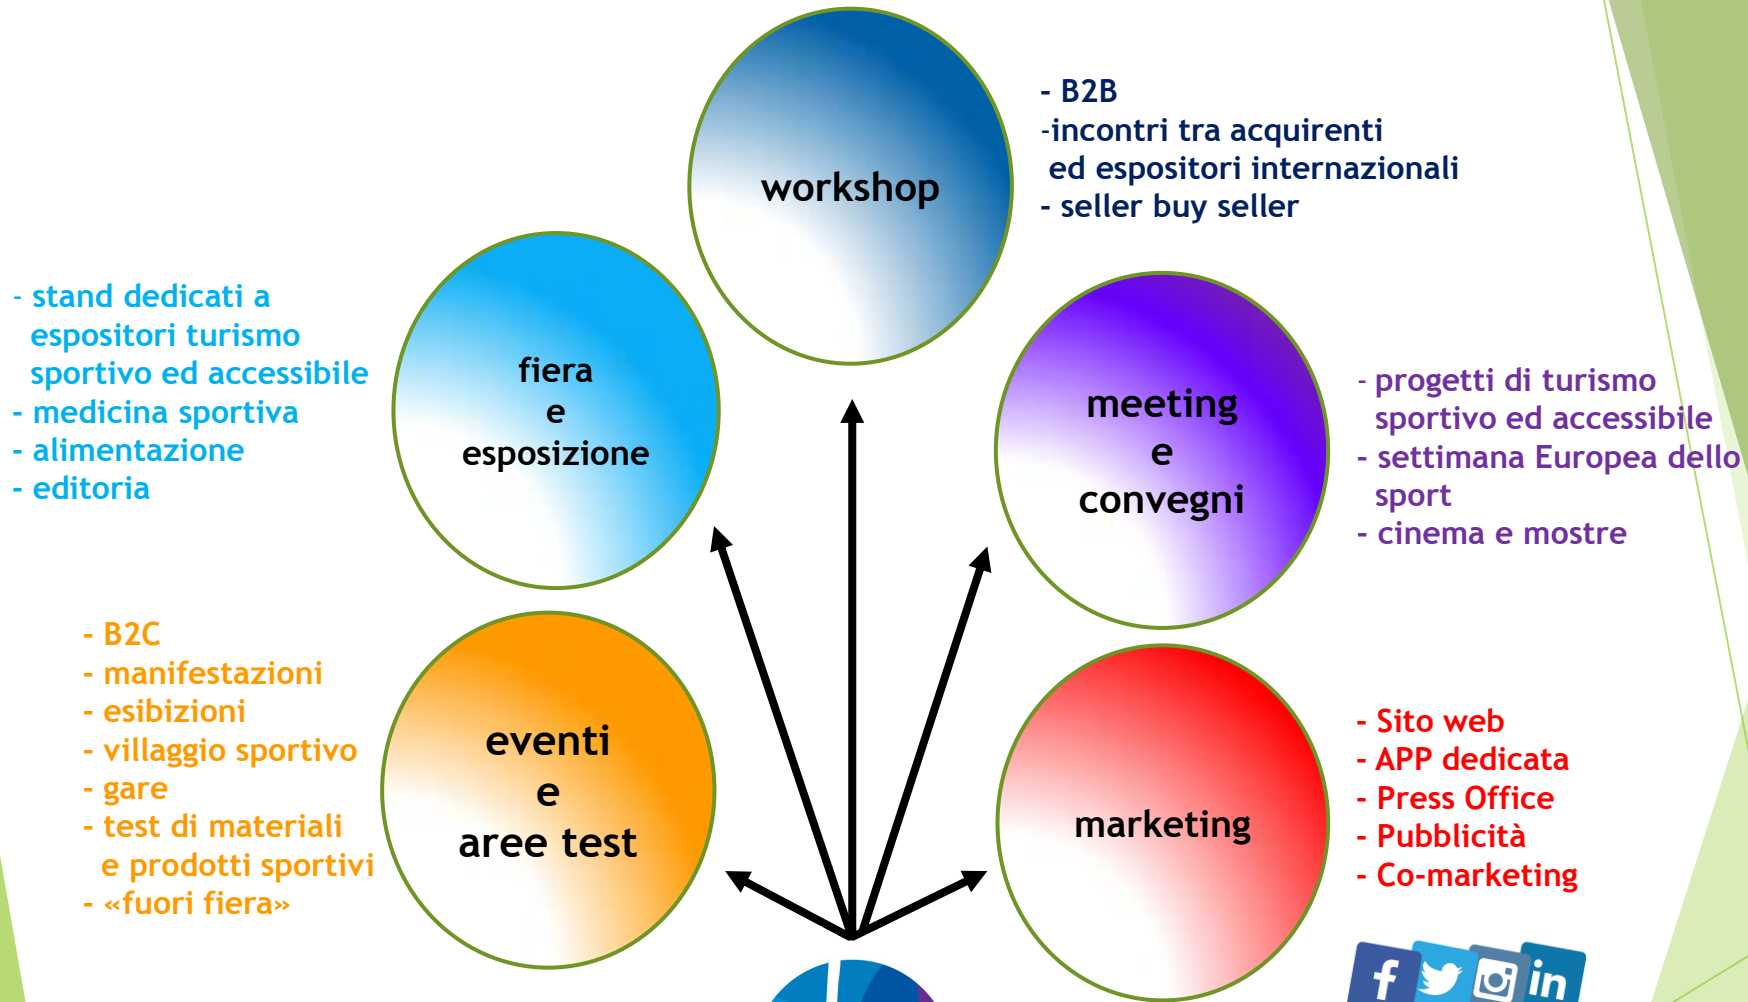 workshop
- B2B
-incontri tra acquirenti
ed espositori internazionali
- seller buy seller
- stand dedicati a
espositori turismo
sportivo ed accessibile
- medicina sportiva
- alimentazione
- editoria
fiera
e
esposizione
meeting
e
convegni
- progetti di turismo
sportivo ed accessibile
- settimana Europea dello
sport
- cinema e mostre
- B2C
- manifestazioni
- esibizioni
- villaggio sportivo
- gare
- test di materiali
e prodotti sportivi
- «fuori fiera»
eventi
e
aree test
marketing
- Sito web
- APP dedicata
- Press Office
- Pubblicità
- Co-marketing
f in